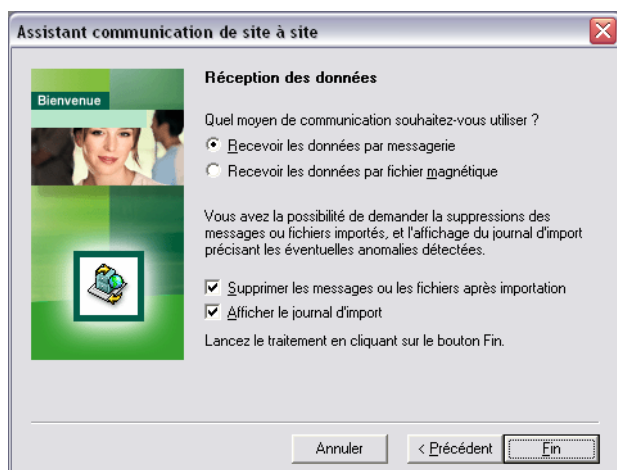 Assistant communication de site à site
Bienvenue
Réception des données
Quel moyen de communication souhaitez-vous utiliser ?
Recevoir les données par messagerie
Recevoir les données par fichier magnétique
Vous avez la possibilité de demander la suppressions des
messages ou fichiers importés, et l'affichage du journal d'import
précisant les éventuelles anomalies détectées.
Supprimer les messages ou les fichiers après importation
Afficher le journal d'import
Lancez le traitement en cliquant sur le bouton Fin.
Annuler
< Précédent
Fin